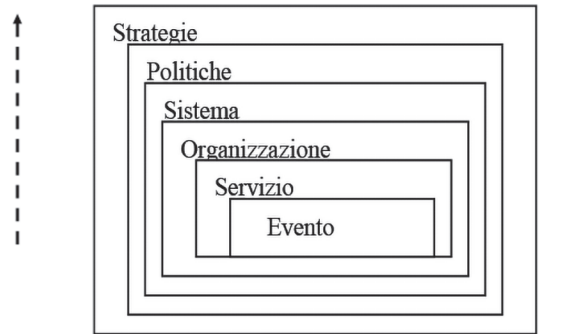 Strategie
Politiche
Sistema
Organizzazione
Servizio
Evento